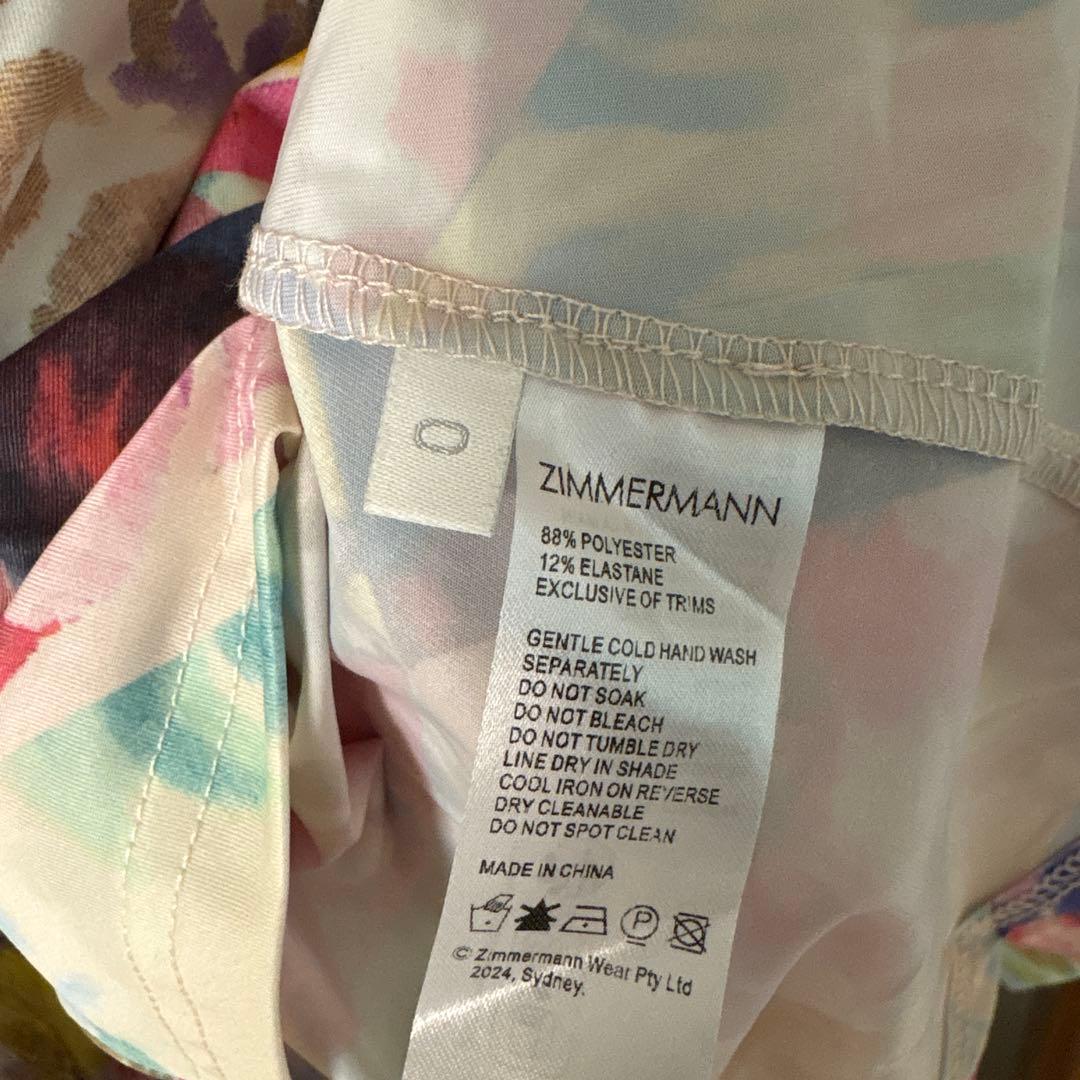 0
ZIMMERMANN
88% POLYESTER
12% ELASTANE
EXCLUSIVE OF TRIMS
GENTLE COLD HAND WASH
SEPARATELY
DO NOT SOAK
DO NOT BLEACH
DO NOT TUMBLE DRY
LINE DRY IN SHADE
COOL IRON ON REVERSE
DRY CLEANABLE
DO NOT SPOT CLEAN
MADE IN CHINA
P
© Zimmermann Wear Pty Ltd
2024, Sydney.